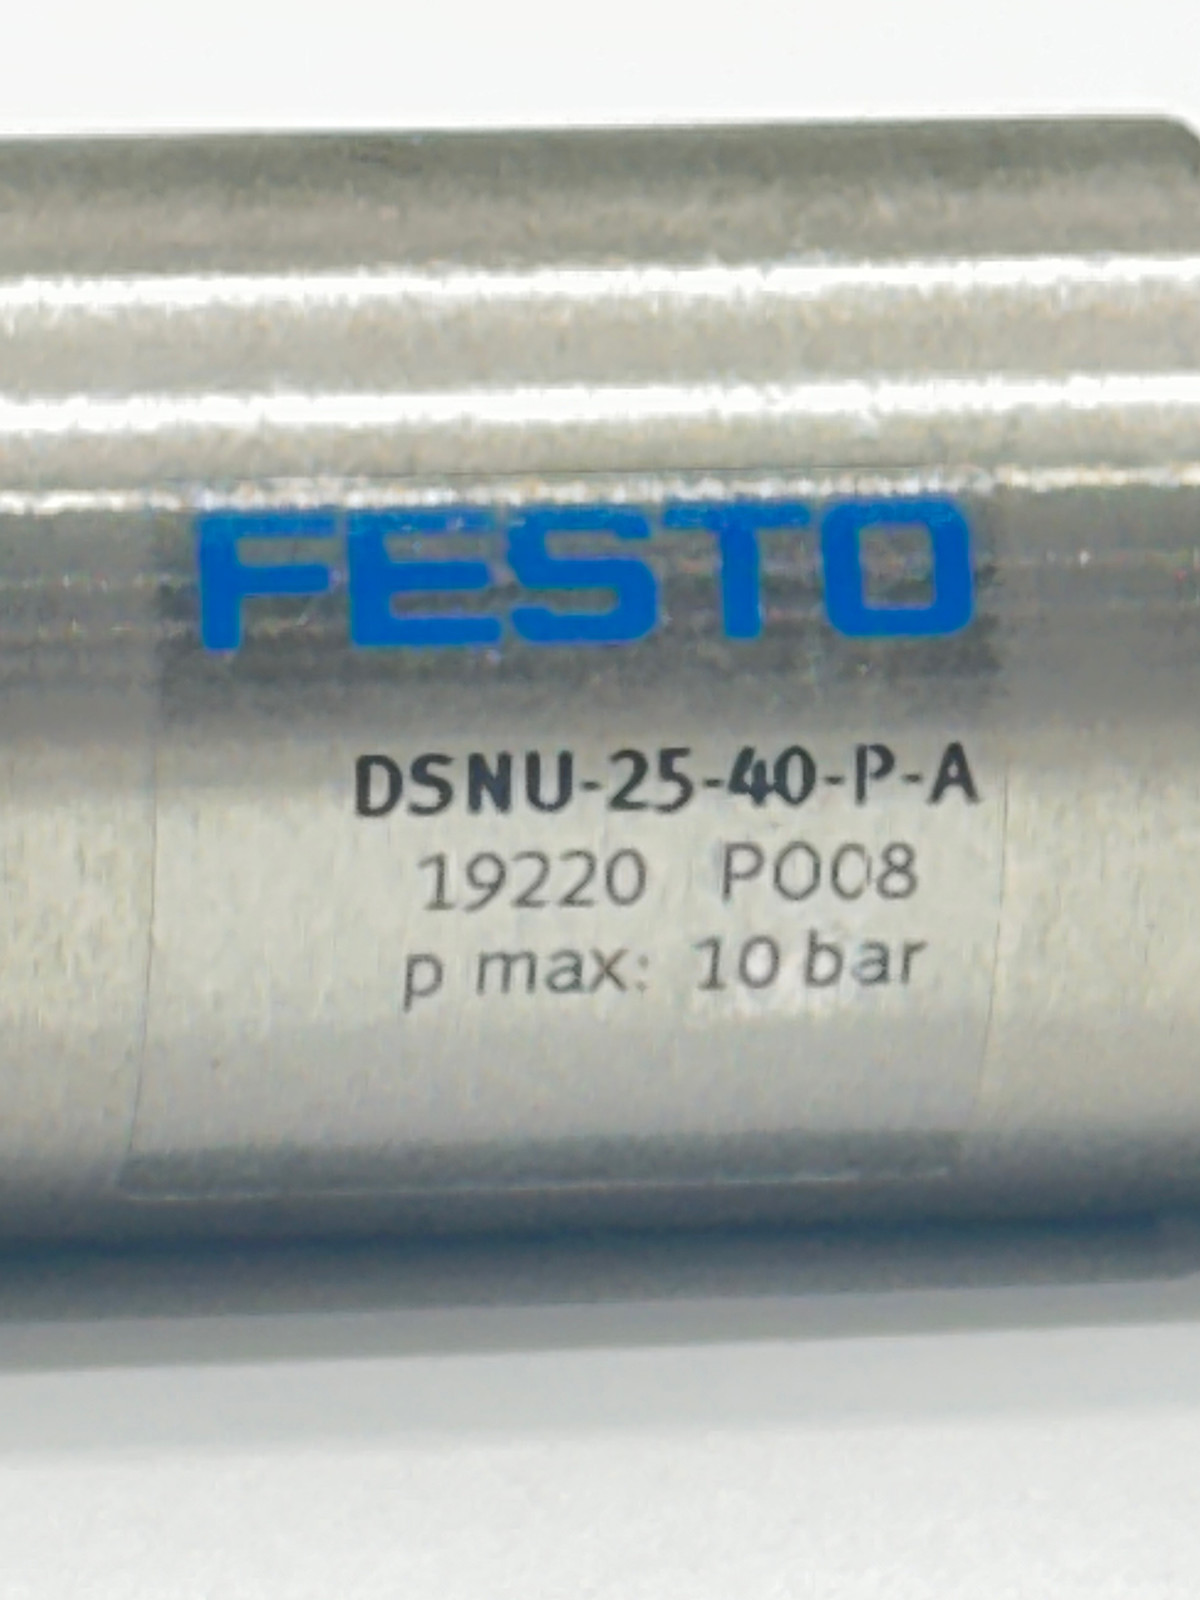 FESTO
DSNU-25-40-P-A
19220 P008
p max: 10 bar